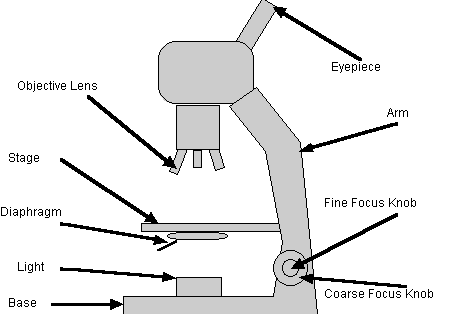 Eyepiece
Objective Lens
Arm
Stage
Fine Focus Knob
Diaphragm
Light
Coarse Focus Knob
Base